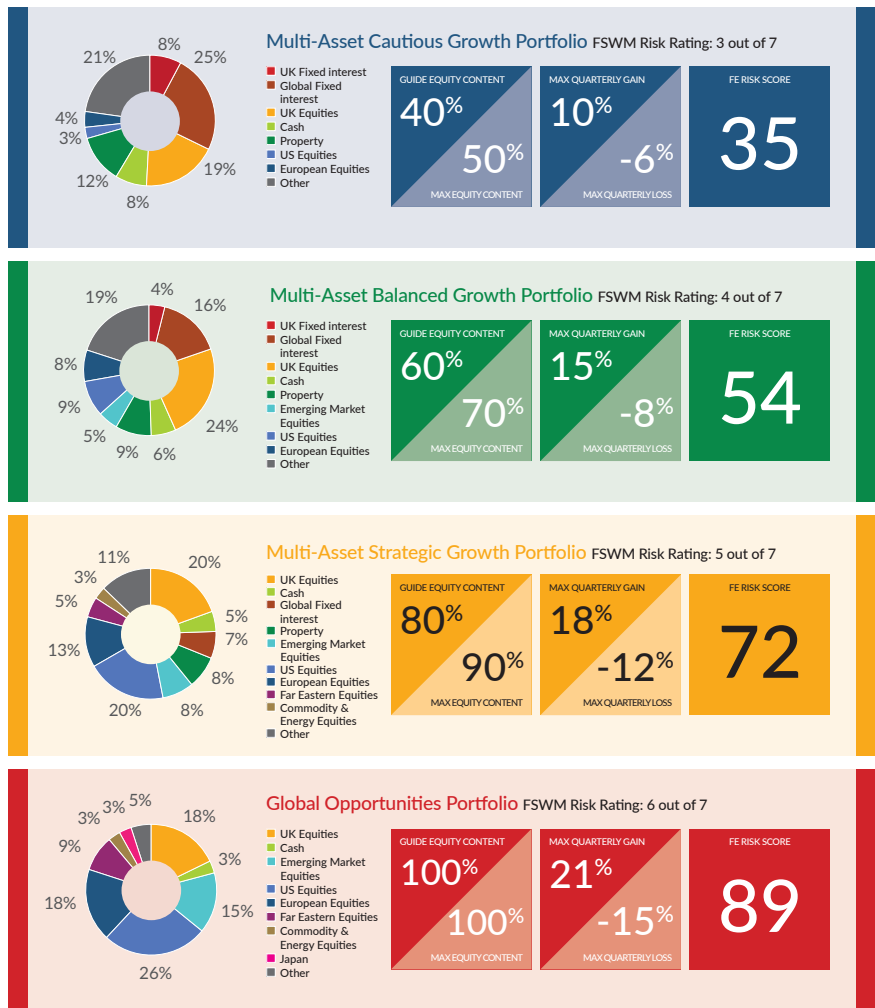 Multi-Asset Cautious Growth Portfolio FSWM Risk Rating: 3 out of 7
8%
25%
19%
8%
12%
3%
4%
21%
UK Fixed interest
Global Fixed
interest
UK Equities
Cash
Property
US Equities
European Equities
Other
GUIDE EQUITY CONTENT
40%
50%
MAX EQUITY CONTENT
MAX QUARTERLY GAIN
10%
-6%
MAX QUARTERLY LOSS
FE RISK SCORE
35
Multi-Asset Balanced Growth Portfolio FSWM Risk Rating: 4 out of 7
4%
16%
24%
6%
9%
5%
9%
8%
19%
UK Fixed interest
Global Fixed
interest
UK Equities
Cash
Property
Emerging Market
Equities
US Equities
European Equities
Other
GUIDE EQUITY CONTENT
60%
70%
MAX EQUITY CONTENT
MAX QUARTERLY GAIN
15%
-8%
MAX QUARTERLY LOSS
FE RISK SCORE
54
Multi-Asset Strategic Growth Portfolio FSWM Risk Rating: 5 out of 7
20%
5%
7%
8%
8%
20%
13%
5%
3%
11%
UK Equities
Cash
Global Fixed
interest
Property
Emerging Market
Equities
US Equities
European Equities
Far Eastern Equities
Commodity &
Energy Equities
Other
GUIDE EQUITY CONTENT
80%
90%
MAX EQUITY CONTENT
MAX QUARTERLY GAIN
18%
-12%
MAX QUARTERLY LOSS
FE RISK SCORE
72
Global Opportunities Portfolio FSWM Risk Rating: 6 out of 7
18%
3%
15%
26%
18%
9%
3%
3%
5%
UK Equities
Cash
Emerging Market
Equities
US Equities
European Equities
Far Eastern Equities
Commodity &
Energy Equities
Japan
Other
GUIDE EQUITY CONTENT
100%
100%
MAX EQUITY CONTENT
MAX QUARTERLY GAIN
21%
-15%
MAX QUARTERLY LOSS
FE RISK SCORE
89